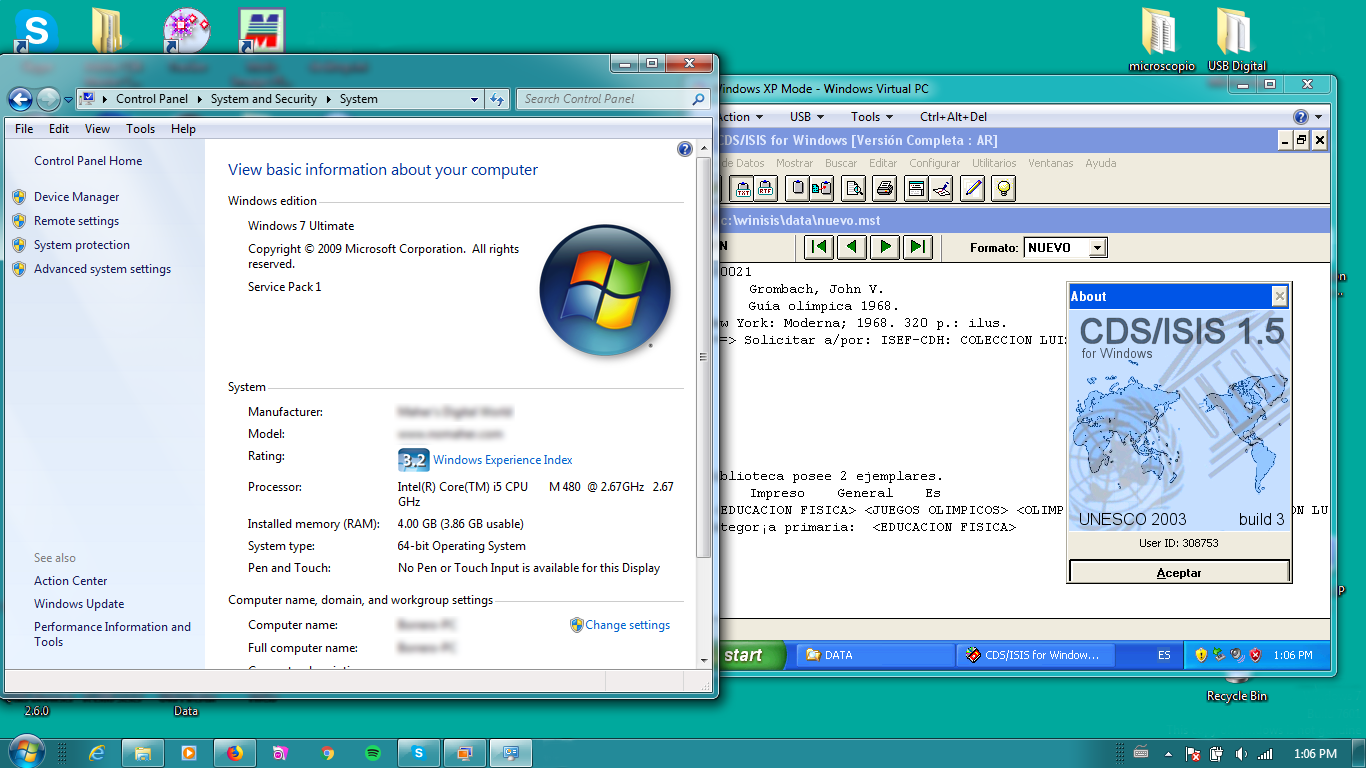 microscopio
USB Digital
Control Panel
System and Security
System
Search Control Panel
File Edit View Tools Help
Control Panel Home
Device Manager
Remote settings
System protection
Advanced system settings
See also
Action Center
Windows Update
Performance Information and
Tools
View basic information about your computer
Windows edition
Windows 7 Ultimate
Copyright © 2009 Microsoft Corporation. All rights
reserved.
Service Pack 1
System
Manufacturer:
Model:
Rating:
3.2 Windows Experience Index
Processor:
Intel(R) Core(TM) i5 CPU M 480 @ 2.67GHz 2.67
GHz
Installed memory (RAM): 4.00 GB (3.86 GB usable)
System type: 64-bit Operating System
Pen and Touch: No Pen or Touch Input is available for this Display
Computer name, domain, and workgroup settings
Computer name:
Change settings
Full computer name:
indows XP Mode - Windows Virtual PC
ction USB Tools Ctrl+Alt+Del
CDS/ISIS for Windows [Versión Completa : AR]
de Datos Mostrar Buscar Editar Configurar Utilitarios Ventanas Ayuda
TXT RTF
c:\winisis\data\nuevo.mst
N
Formato: NUEVO
0021
Grombach, John V.
Guía olímpica 1968.
w York: Moderna; 1968. 320 p.: ilus.
=> Solicitar a/por: ISEF-CDH: COLECCION LUIS
blioteca posee 2 ejemplares.
Impreso General Es
EDUCACION FISICA> <JUEGOS OLIMPICOS> <OLIMP
ON LU
tegor¡a primaria: <EDUCACION FISICA>
About
CDS/ISIS 1.5
for Windows
UNESCO 2003 build 3
User ID: 308753
Aceptar
start
DATA
CDS/ISIS for Window...
ES
1:06 PM
Recycle Bin
2.6.0
Data
1:06 PM